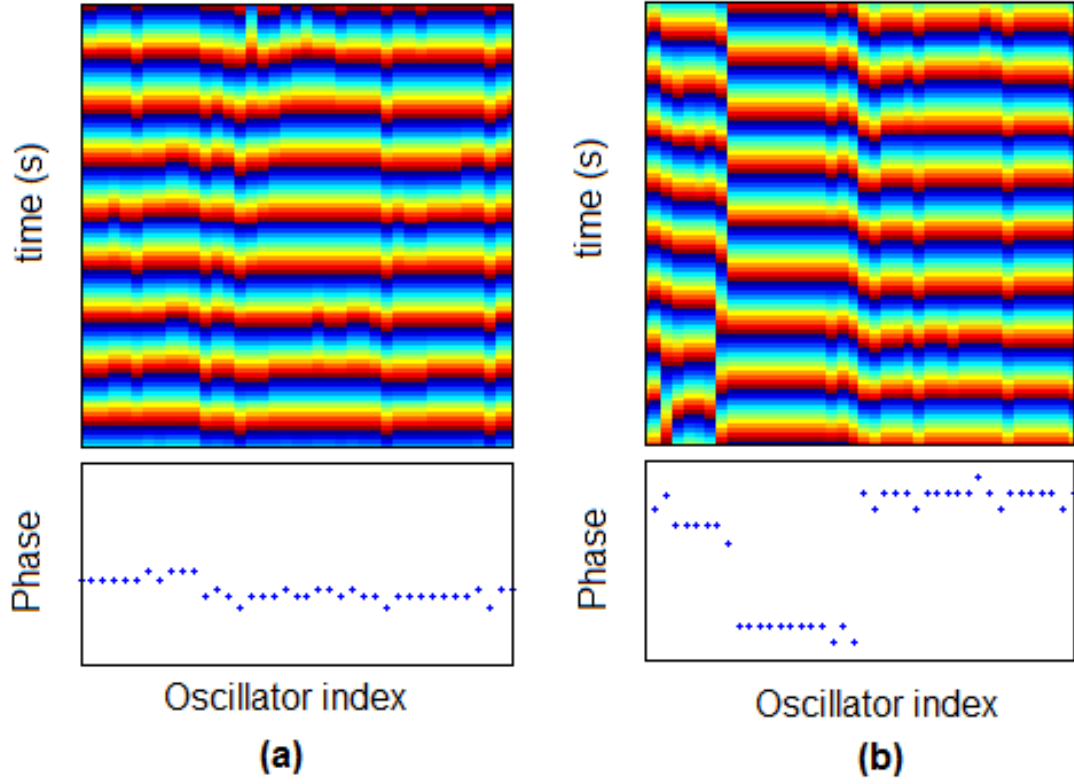 time (s)
Phase
Oscillator index
(a)
time (s)
Phase
Oscillator index
(b)